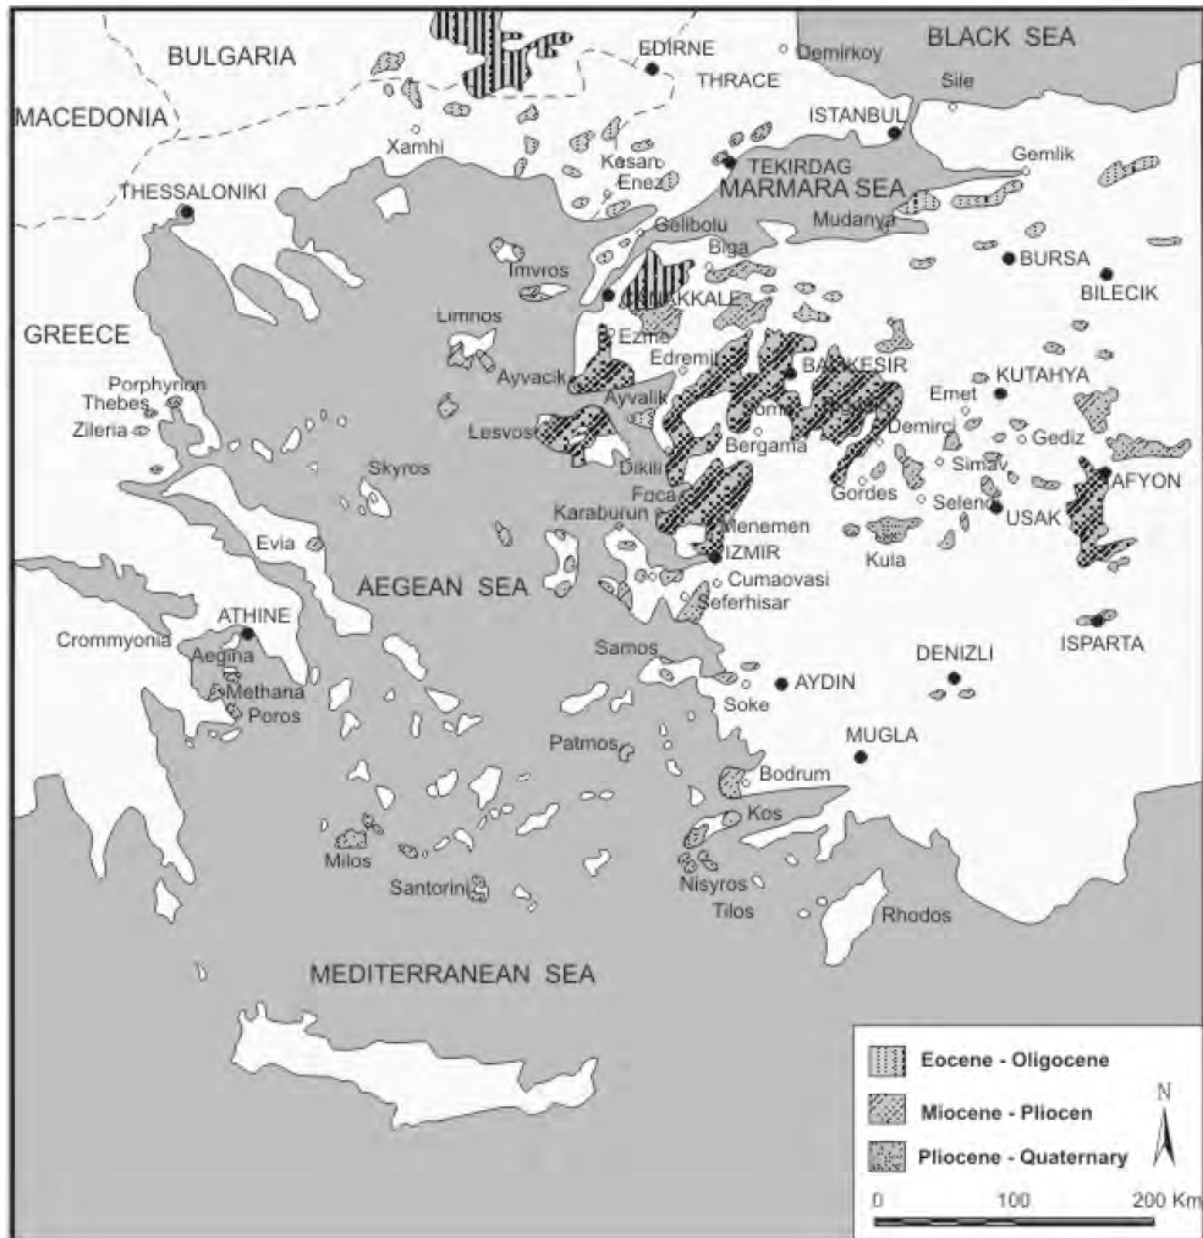 BLACK SEA
BULGARIA
EDIRNE
Demirkoy
THRACE
Sile
MACEDONIA
ISTANBUL
Xamhi
Kesan
TEKIRDAG
Gemlik
Enez
MARMARA SEA
THESSALONIKI
Mudanya
Gelibolu
Biga
BURSA
Imvros
BILECIK
CANAKKALE
Limnos
GREECE
Ezine
Edremit
BALIKESIR
Ayvacik
KUTAHYA
Porphyrion
Emet
Thebes
Ayvalik
Zileria
Lesvos
Demirci
Bergama
Gediz
Skyros
Dikili
Simav
AFYON
Foca
Gordes
Karaburun
Selendi
USAK
Menemen
Evia
IZMIR
Kula
AEGEAN SEA
Cumaovasi
Seferhisar
ATHINE
Crommyonia
ISPARTA
Aegina
Samos
DENIZLI
Methana
AYDIN
Poros
Soke
Patmos
MUGLA
Bodrum
Kos
Milos
Santorini
Nisyros
Tilos
Rhodos
MEDITERRANEAN SEA
Eocene - Oligocene
Miocene - Pliocen
Pliocene - Quaternary
N
0 100 200 Km